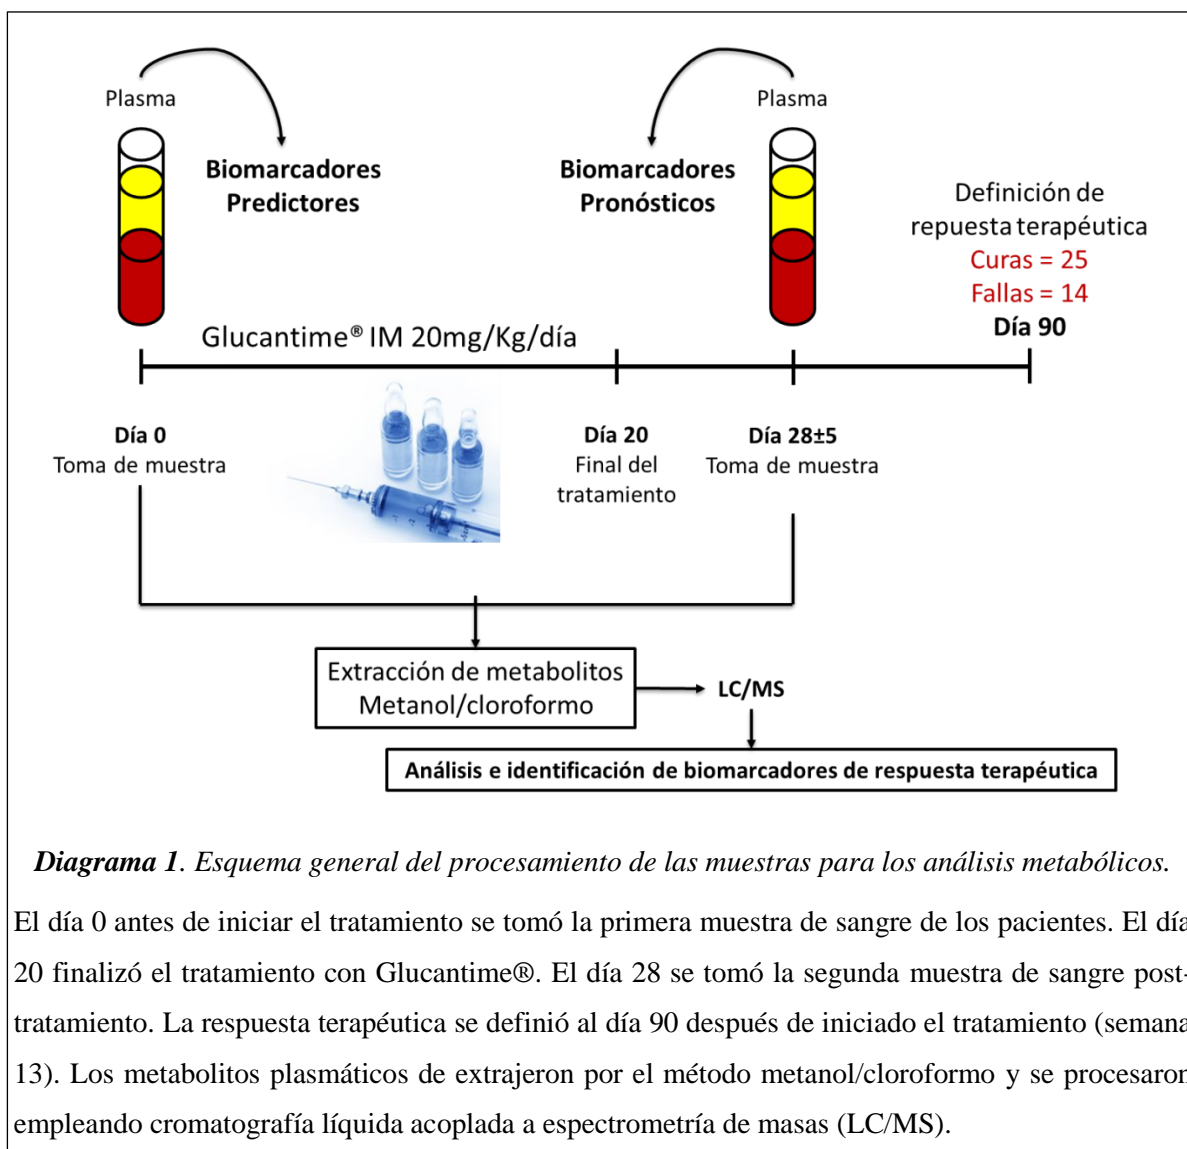 Plasma
Plasma
Biomarcadores
Predictores
Biomarcadores
Pronósticos
Definición de
repuesta terapéutica
Curas = 25
Fallas = 14
Día 90
Glucantime® IM 20mg/Kg/día
Día 0
Toma de muestra
Día 20
Final del
tratamiento
Día 28±5
Toma de muestra
Extracción de metabolitos
Metanol/cloroformo
LC/MS
Análisis e identificación de biomarcadores de respuesta terapéutica
Diagrama 1. Esquema general del procesamiento de las muestras para los análisis metabólicos.
El día 0 antes de iniciar el tratamiento se tomó la primera muestra de sangre de los pacientes. El día
20 finalizó el tratamiento con Glucantime®. El día 28 se tomó la segunda muestra de sangre post-
tratamiento. La respuesta terapéutica se definió al día 90 después de iniciado el tratamiento (semana
13). Los metabolitos plasmáticos de extrajeron por el método metanol/cloroformo y se procesaron
empleando cromatografía líquida acoplada a espectrometría de masas (LC/MS).